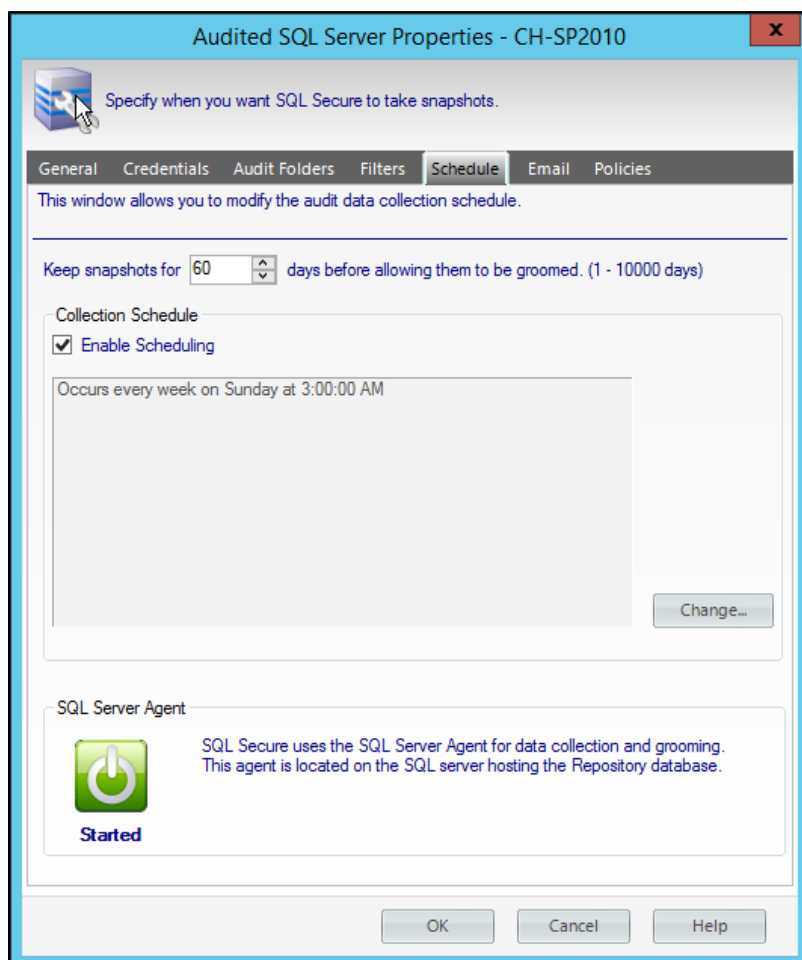 Audited SQL Server Properties - CH-SP2010
x
Specify when you want SQL Secure to take snapshots.
General Credentials Audit Folders Filters Schedule Email Policies
This window allows you to modify the audit data collection schedule.
Keep snapshots for 60 days before allowing them to be groomed. (1 - 10000 days)
Collection Schedule
Enable Scheduling
Occurs every week on Sunday at 3:00:00 AM
Change...
SQL Server Agent
SQL Secure uses the SQL Server Agent for data collection and grooming.
This agent is located on the SQL server hosting the Repository database.
Started
OK Cancel Help